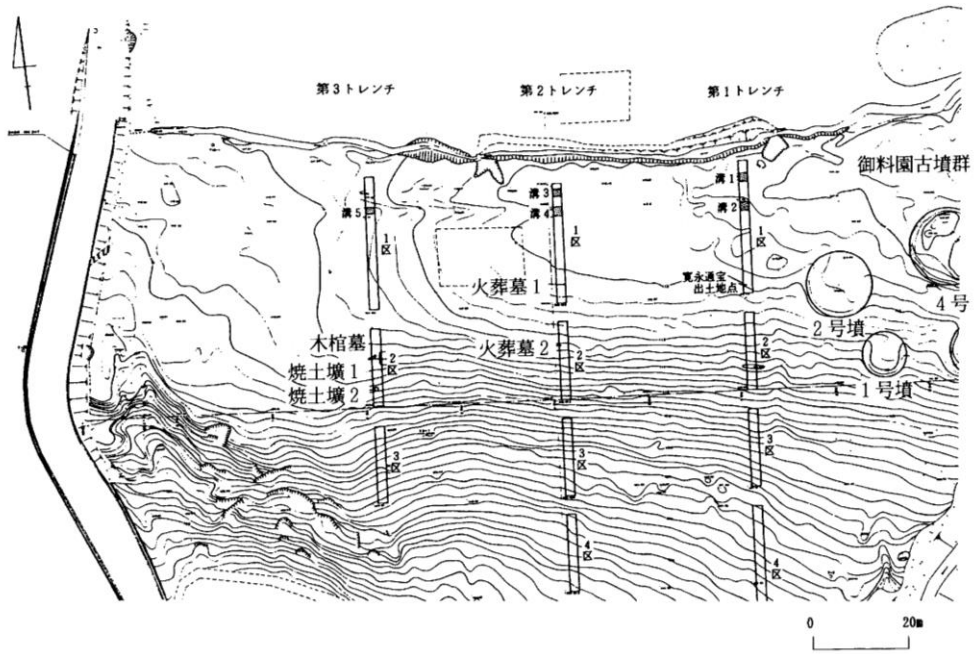 第3トレンチ
第2トレンチ
第1トレンチ
御料園古墳群
溝1
溝3
溝2
溝5
溝4
1区
1区
1区
寛永通宝
出土地点
火葬墓1
4号
2号墳
木棺墓
2区
火葬墓2
2区
2区
焼土壙1
1号墳
焼土壙2
3区
3区
3区
4区
4区
0 20m